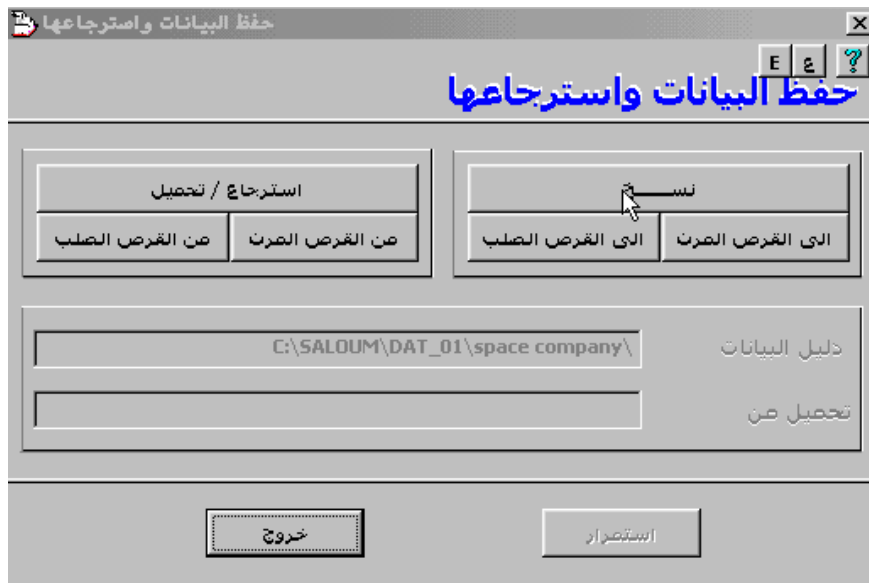 حفظ البيانات واسترجاعها
E ع ?
حفظ البيانات واسترجاعها
نســـــخ
الى القرص المرن
الى القرص الصلب
استرجاع / تحميل
من القرص المرن
من القرص الصلب
دليل البيانات
C:\SALOUM\DAT_01\space company\
تحميل من
استمرار
خروج